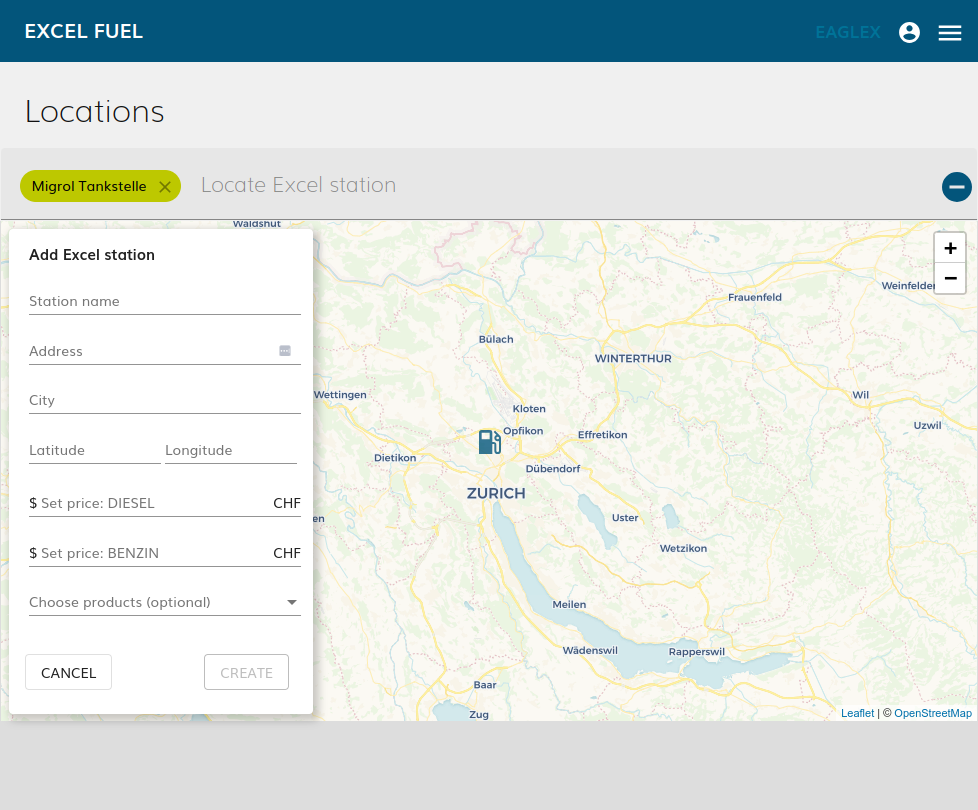 EXCEL FUEL
EAGLEX
Locations
Migrol Tankstelle
Locate Excel station
Waldshut
Add Excel station
Station name
Address
City
Latitude Longitude
$ Set price: DIESEL CHF
$ Set price: BENZIN CHF
Choose products (optional)
CANCEL
CREATE
+
−
Weinfelden
Frauenfeld
Bülach
WINTERTHUR
Wettingen
Wil
Kloten
Uzwil
Opfikon
Effretikon
Dietikon
Dübendorf
ZURICH
en
Uster
Wetzikon
Meilen
Wädenswil
Rapperswil
Baar
Zug
Leaflet | © OpenStreetMap